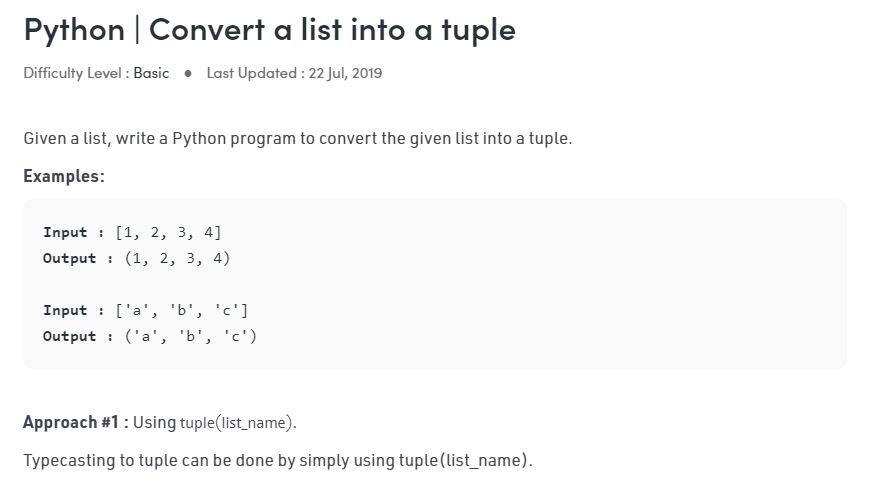 Python | Convert a list into a tuple
Difficulty Level : Basic ● Last Updated : 22 Jul, 2019
Given a list, write a Python program to convert the given list into a tuple.
Examples:
Input : [1, 2, 3, 4]
Output : (1, 2, 3, 4)
Input : ['a', 'b', 'c']
Output : ('a', 'b', 'c')
Approach #1 : Using tuple(list_name).
Typecasting to tuple can be done by simply using tuple(list_name).